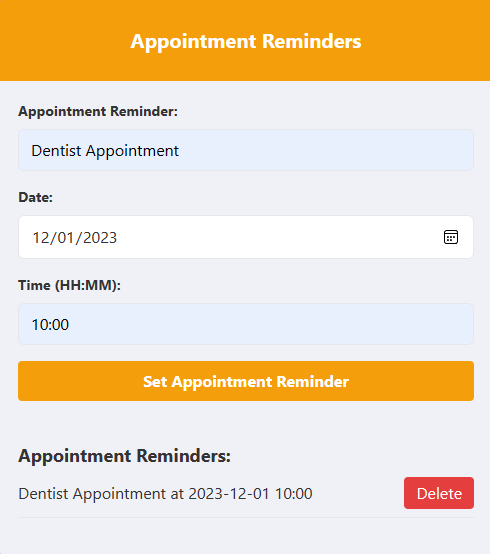 Appointment Reminders
Appointment Reminder:
Dentist Appointment
Date:
12/01/2023
Time (HH:MM):
10:00
Set Appointment Reminder
Appointment Reminders:
Dentist Appointment at 2023-12-01 10:00 Delete